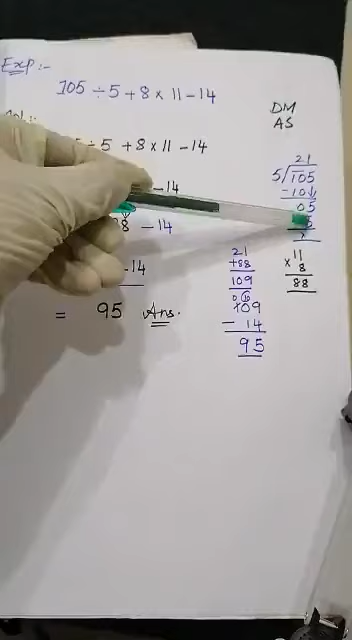 Exp:-
105 ÷ 5 + 8 × 11 - 14
DM
AS
÷ 5 + 8 × 11 - 14
21
5 105
- 10↓
05
×
- 14
8 - 14
21
+ 88
109
11
× 8
88
- 14
109
- 14
95
= 95 Ans.